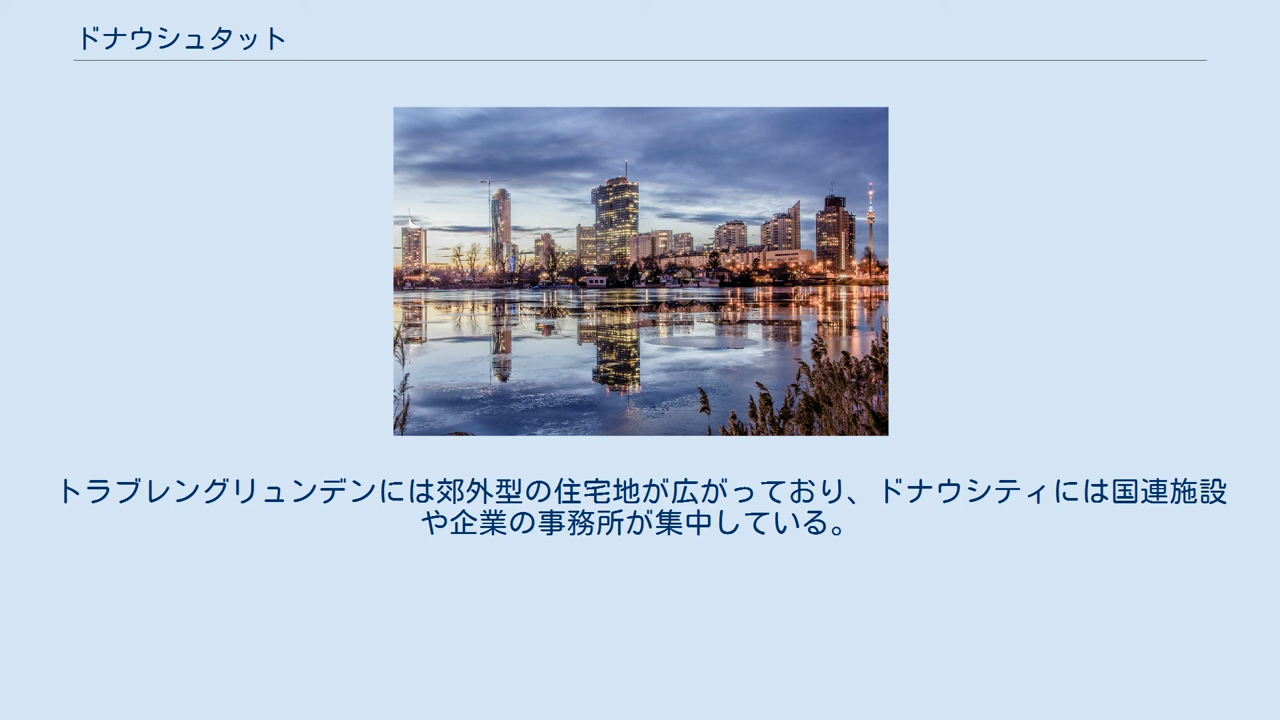 ドナウシュタット
トラブレングリュンデンには郊外型の住宅地が広がっており、ドナウシティには国連施設
や企業の事務所が集中している。